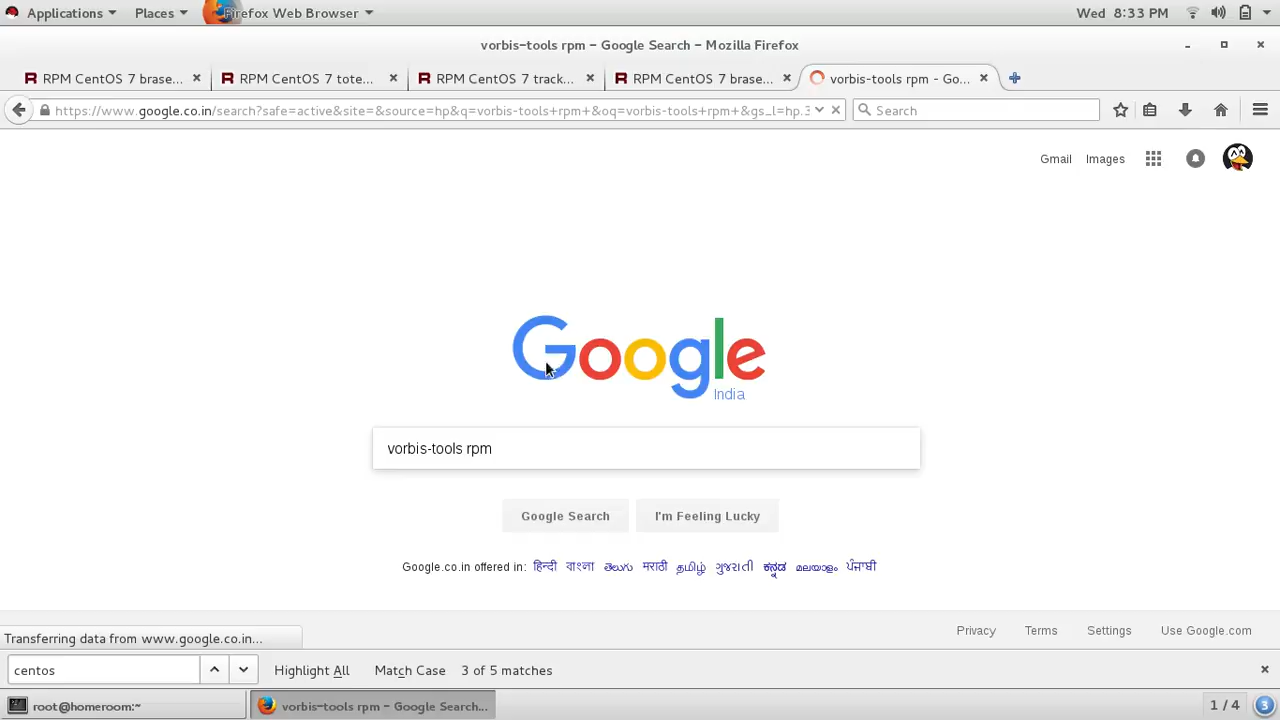 Applications Places Firefox Web Browser Wed 8:33 PM
vorbis-tools rpm - Google Search - Mozilla Firefox
RPM CentOS 7 brase... RPM CentOS 7 tote... RPM CentOS 7 track... RPM CentOS 7 brase... vorbis-tools rpm - Go...
https://www.google.co.in/search?safe=active&site=&source=hp&q=vorbis-tools+rpm+&oq=vorbis-tools+rpm+&gs_l=hp.3 Search
Gmail Images
Google
India
vorbis-tools rpm
Google Search I'm Feeling Lucky
Google.co.in offered in: हिन्दी বাংলা తెలుగు मराठी தமிழ் ગુજરાતી ಕನ್ನಡ മലയാളം ਪੰਜਾਬੀ
Privacy Terms Settings Use Google.com
Transferring data from www.google.co.in...
centos Highlight All Match Case 3 of 5 matches
root@homeroom:~ vorbis-tools rpm - Google Search... 1 / 4 3